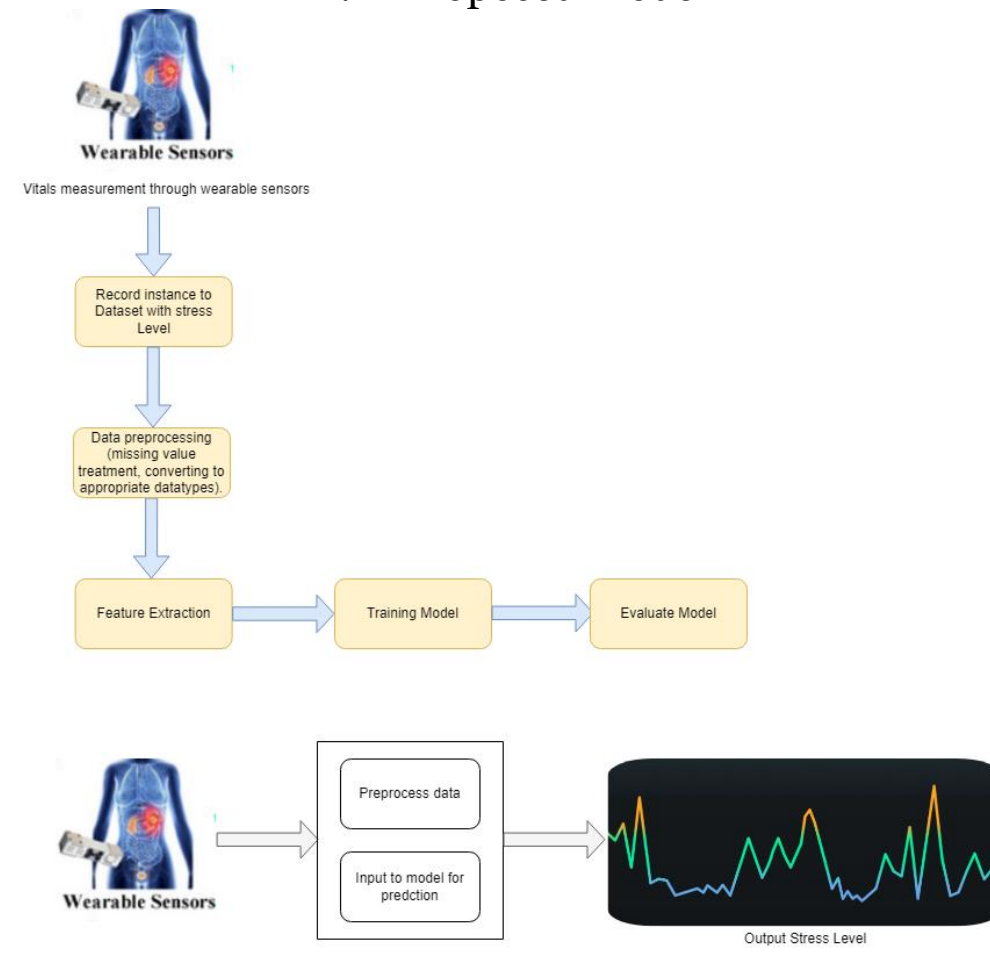 Wearable Sensors
Vitals measurement through wearable sensors
Record instance to
Dataset with stress
Level
Data preprocessing
(missing value
treatment, converting to
appropriate datatypes).
Feature Extraction
Training Model
Evaluate Model
Preprocess data
Input to model for
predction
Wearable Sensors
Output Stress Level